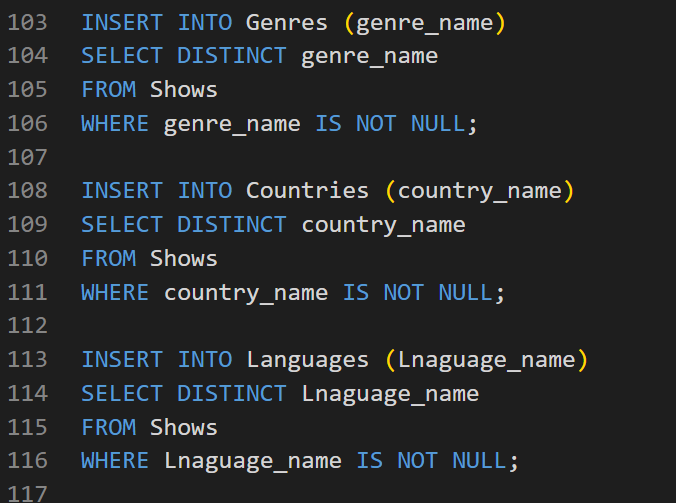 103 INSERT INTO Genres (genre_name)
104 SELECT DISTINCT genre_name
105 FROM Shows
106 WHERE genre_name IS NOT NULL;
107
108 INSERT INTO Countries (country_name)
109 SELECT DISTINCT country_name
110 FROM Shows
111 WHERE country_name IS NOT NULL;
112
113 INSERT INTO Languages (Lnaguage_name)
114 SELECT DISTINCT Lnaguage_name
115 FROM Shows
116 WHERE Lnaguage_name IS NOT NULL;
117